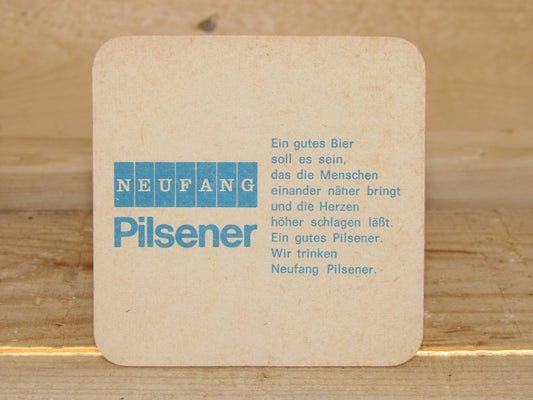 NEUFANG
Pilsener
Ein gutes Bier
soll es sein,
das die Menschen
einander näher bringt
und die Herzen
höher schlagen läßt.
Ein gutes Pilsener.
Wir trinken
Neufang Pilsener.